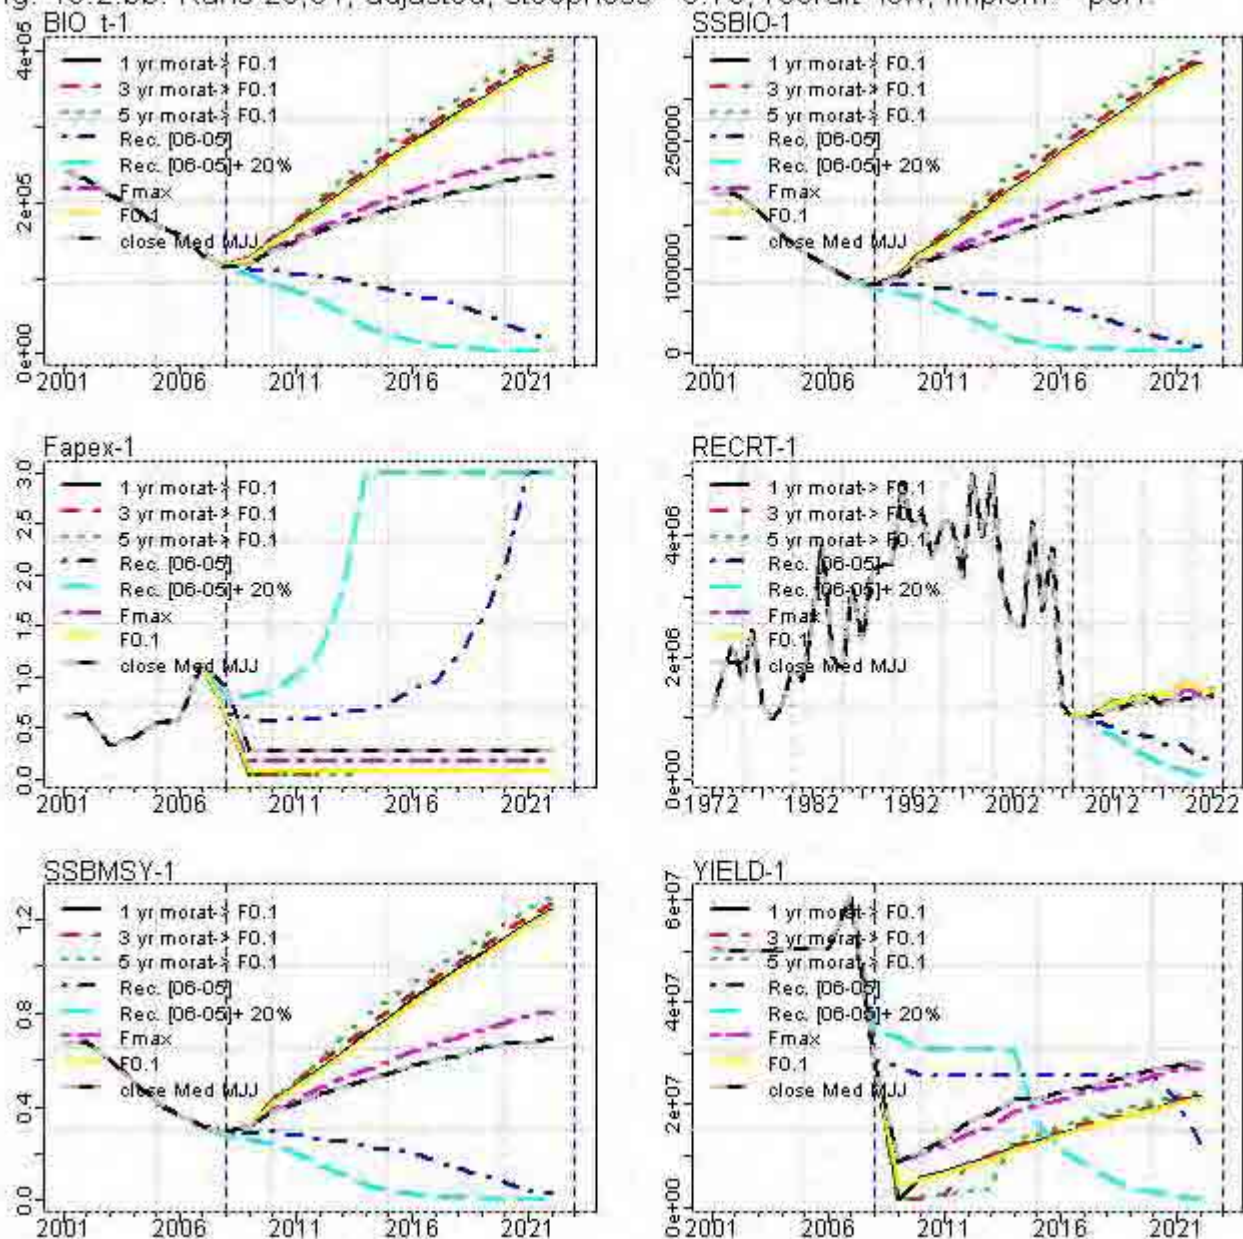 BIO_t-1
4e+05
2e+05
0e+00
1 yr morat-> F0.1
3 yr morat-> F0.1
5 yr morat-> F0.1
Rec. [06-05]
Rec. [06-05]+ 20%
Fmax
F0.1
close Med MJJ
2001 2006 2011 2016 2021
SSBIO-1
250000
100000
0
1 yr morat-> F0.1
3 yr morat-> F0.1
5 yr morat-> F0.1
Rec. [06-05]
Rec. [06-05]+ 20%
Fmax
F0.1
close Med MJJ
2001 2006 2011 2016 2021
Fapex-1
3.0
2.5
2.0
1.5
1.0
0.5
0.0
1 yr morat-> F0.1
3 yr morat-> F0.1
5 yr morat-> F0.1
Rec. [06-05]
Rec. [06-05]+ 20%
Fmax
F0.1
close Med MJJ
2001 2006 2011 2016 2021
RECRT-1
4e+06
2e+06
0e+00
1 yr morat-> F0.1
3 yr morat-> F0.1
5 yr morat-> F0.1
Rec. [06-05]
Rec. [06-05]+ 20%
Fmax
F0.1
close Med MJJ
1972 1982 1992 2002 2012 2022
SSBMSY-1
1.2
0.8
0.4
0.0
1 yr morat-> F0.1
3 yr morat-> F0.1
5 yr morat-> F0.1
Rec. [06-05]
Rec. [06-05]+ 20%
Fmax
F0.1
close Med MJJ
2001 2006 2011 2016 2021
YIELD-1
6e+07
4e+07
2e+07
0e+00
1 yr morat-> F0.1
3 yr morat-> F0.1
5 yr morat-> F0.1
Rec. [06-05]
Rec. [06-05]+ 20%
Fmax
F0.1
close Med MJJ
2001 2006 2011 2016 2021